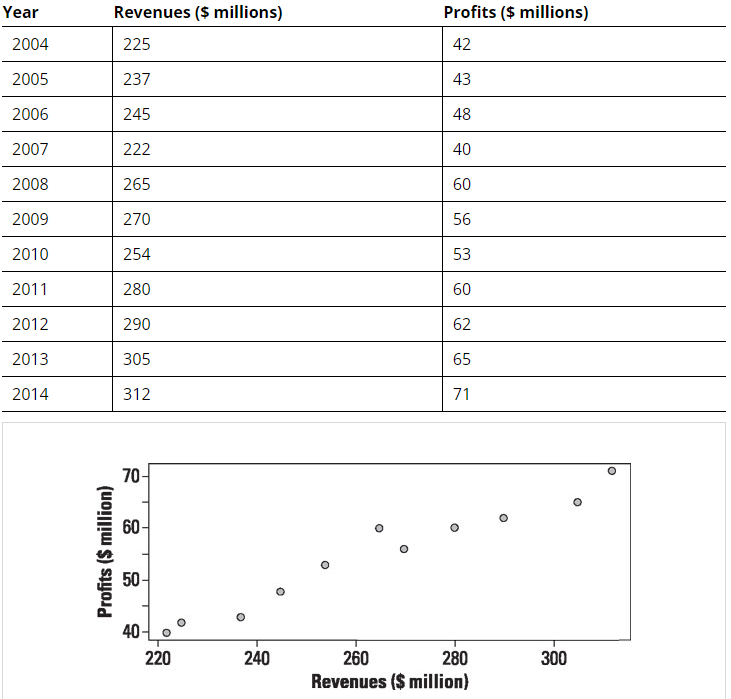 Year Revenues ($ millions) Profits ($ millions)
2004 225 42
2005 237 43
2006 245 48
2007 222 40
2008 265 60
2009 270 56
2010 254 53
2011 280 60
2012 290 62
2013 305 65
2014 312 71
Profits ($ million)
70
60
50
40
220 240 260 280 300
Revenues ($ million)